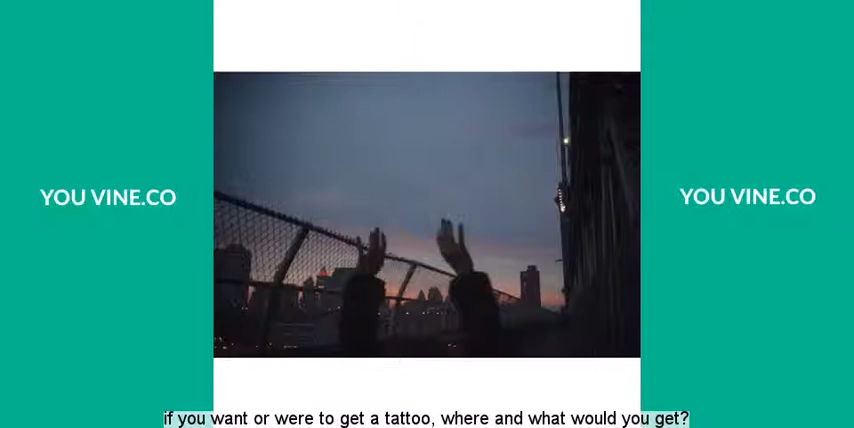 YOU VINE.CO
YOU VINE.CO
if you want or were to get a tattoo, where and what would you get?